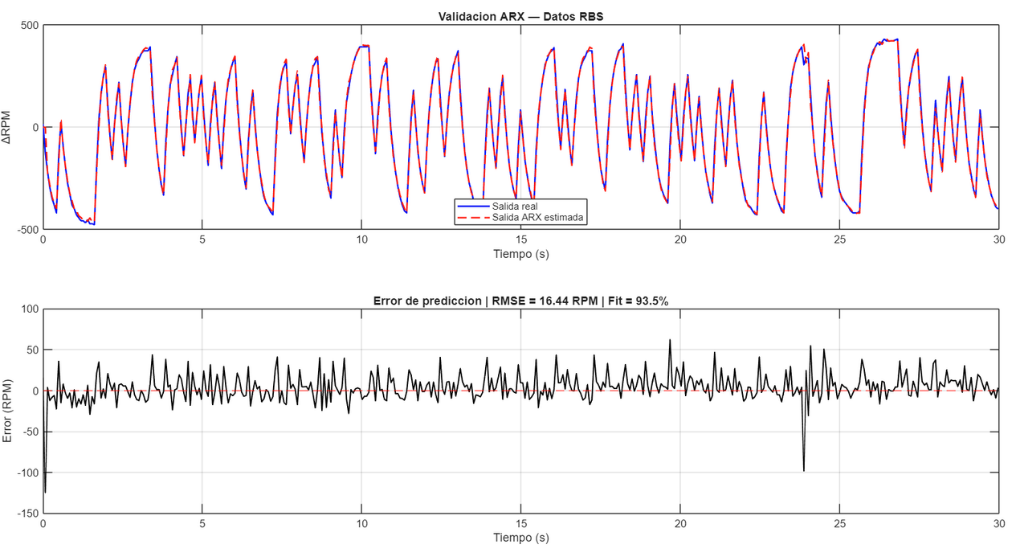 Validacion ARX — Datos RBS
500
0
-500
ΔRPM
Salida real
Salida ARX estimada
0 5 10 15 20 25 30
Tiempo (s)
Error de prediccion | RMSE = 16.44 RPM | Fit = 93.5%
100
50
0
-50
-100
-150
Error (RPM)
0 5 10 15 20 25 30
Tiempo (s)